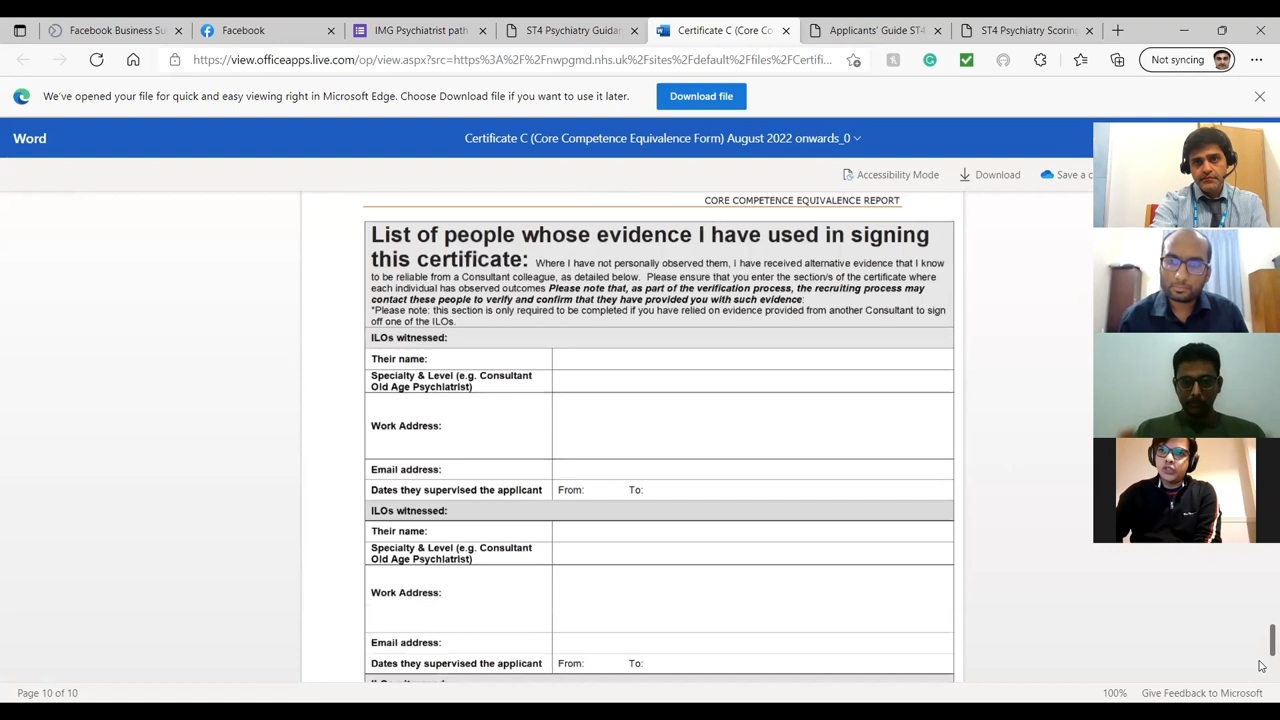 Facebook Business Su
Facebook
IMG Psychiatrist path
ST4 Psychiatry Guidan
Certificate C (Core Co
Applicants' Guide ST4
ST4 Psychiatry Scoring
https://view.officeapps.live.com/op/view.aspx?src=https%3A%2F%2Fnwpgmd.nhs.uk%2Fsites%2Fdefault%2Ffiles%2FCertifi...
Not syncing
We've opened your file for quick and easy viewing right in Microsoft Edge. Choose Download file if you want to use it later.
Download file
Word
Certificate C (Core Competence Equivalence Form) August 2022 onwards_0
Accessibility Mode
Download
Save a c
CORE COMPETENCE EQUIVALENCE REPORT
List of people whose evidence I have used in signing
this certificate: Where I have not personally observed them, I have received alternative evidence that I know
to be reliable from a Consultant colleague, as detailed below. Please ensure that you enter the section/s of the certificate where
each individual has observed outcomes Please note that, as part of the verification process, the recruiting process may
contact these people to verify and confirm that they have provided you with such evidence:
*Please note: this section is only required to be completed if you have relied on evidence provided from another Consultant to sign
off one of the ILOs.
ILOs witnessed:
Their name:
Specialty & Level (e.g. Consultant
Old Age Psychiatrist)
Work Address:
Email address:
Dates they supervised the applicant From: To:
ILOs witnessed:
Their name:
Specialty & Level (e.g. Consultant
Old Age Psychiatrist)
Work Address:
Email address:
Dates they supervised the applicant From: To:
Page 10 of 10
100%
Give Feedback to Microsoft